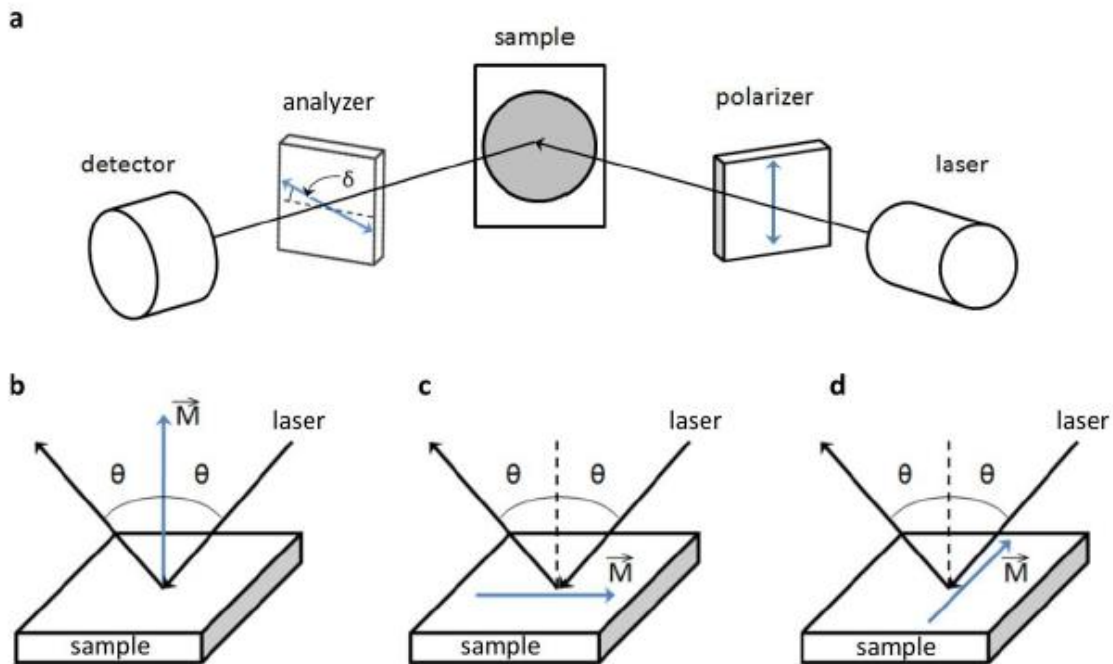 a
sample
analyzer
polarizer
detector
laser
δ
b
c
d
M
laser
laser
laser
θ θ
θ θ
θ θ
M
M
sample
sample
sample